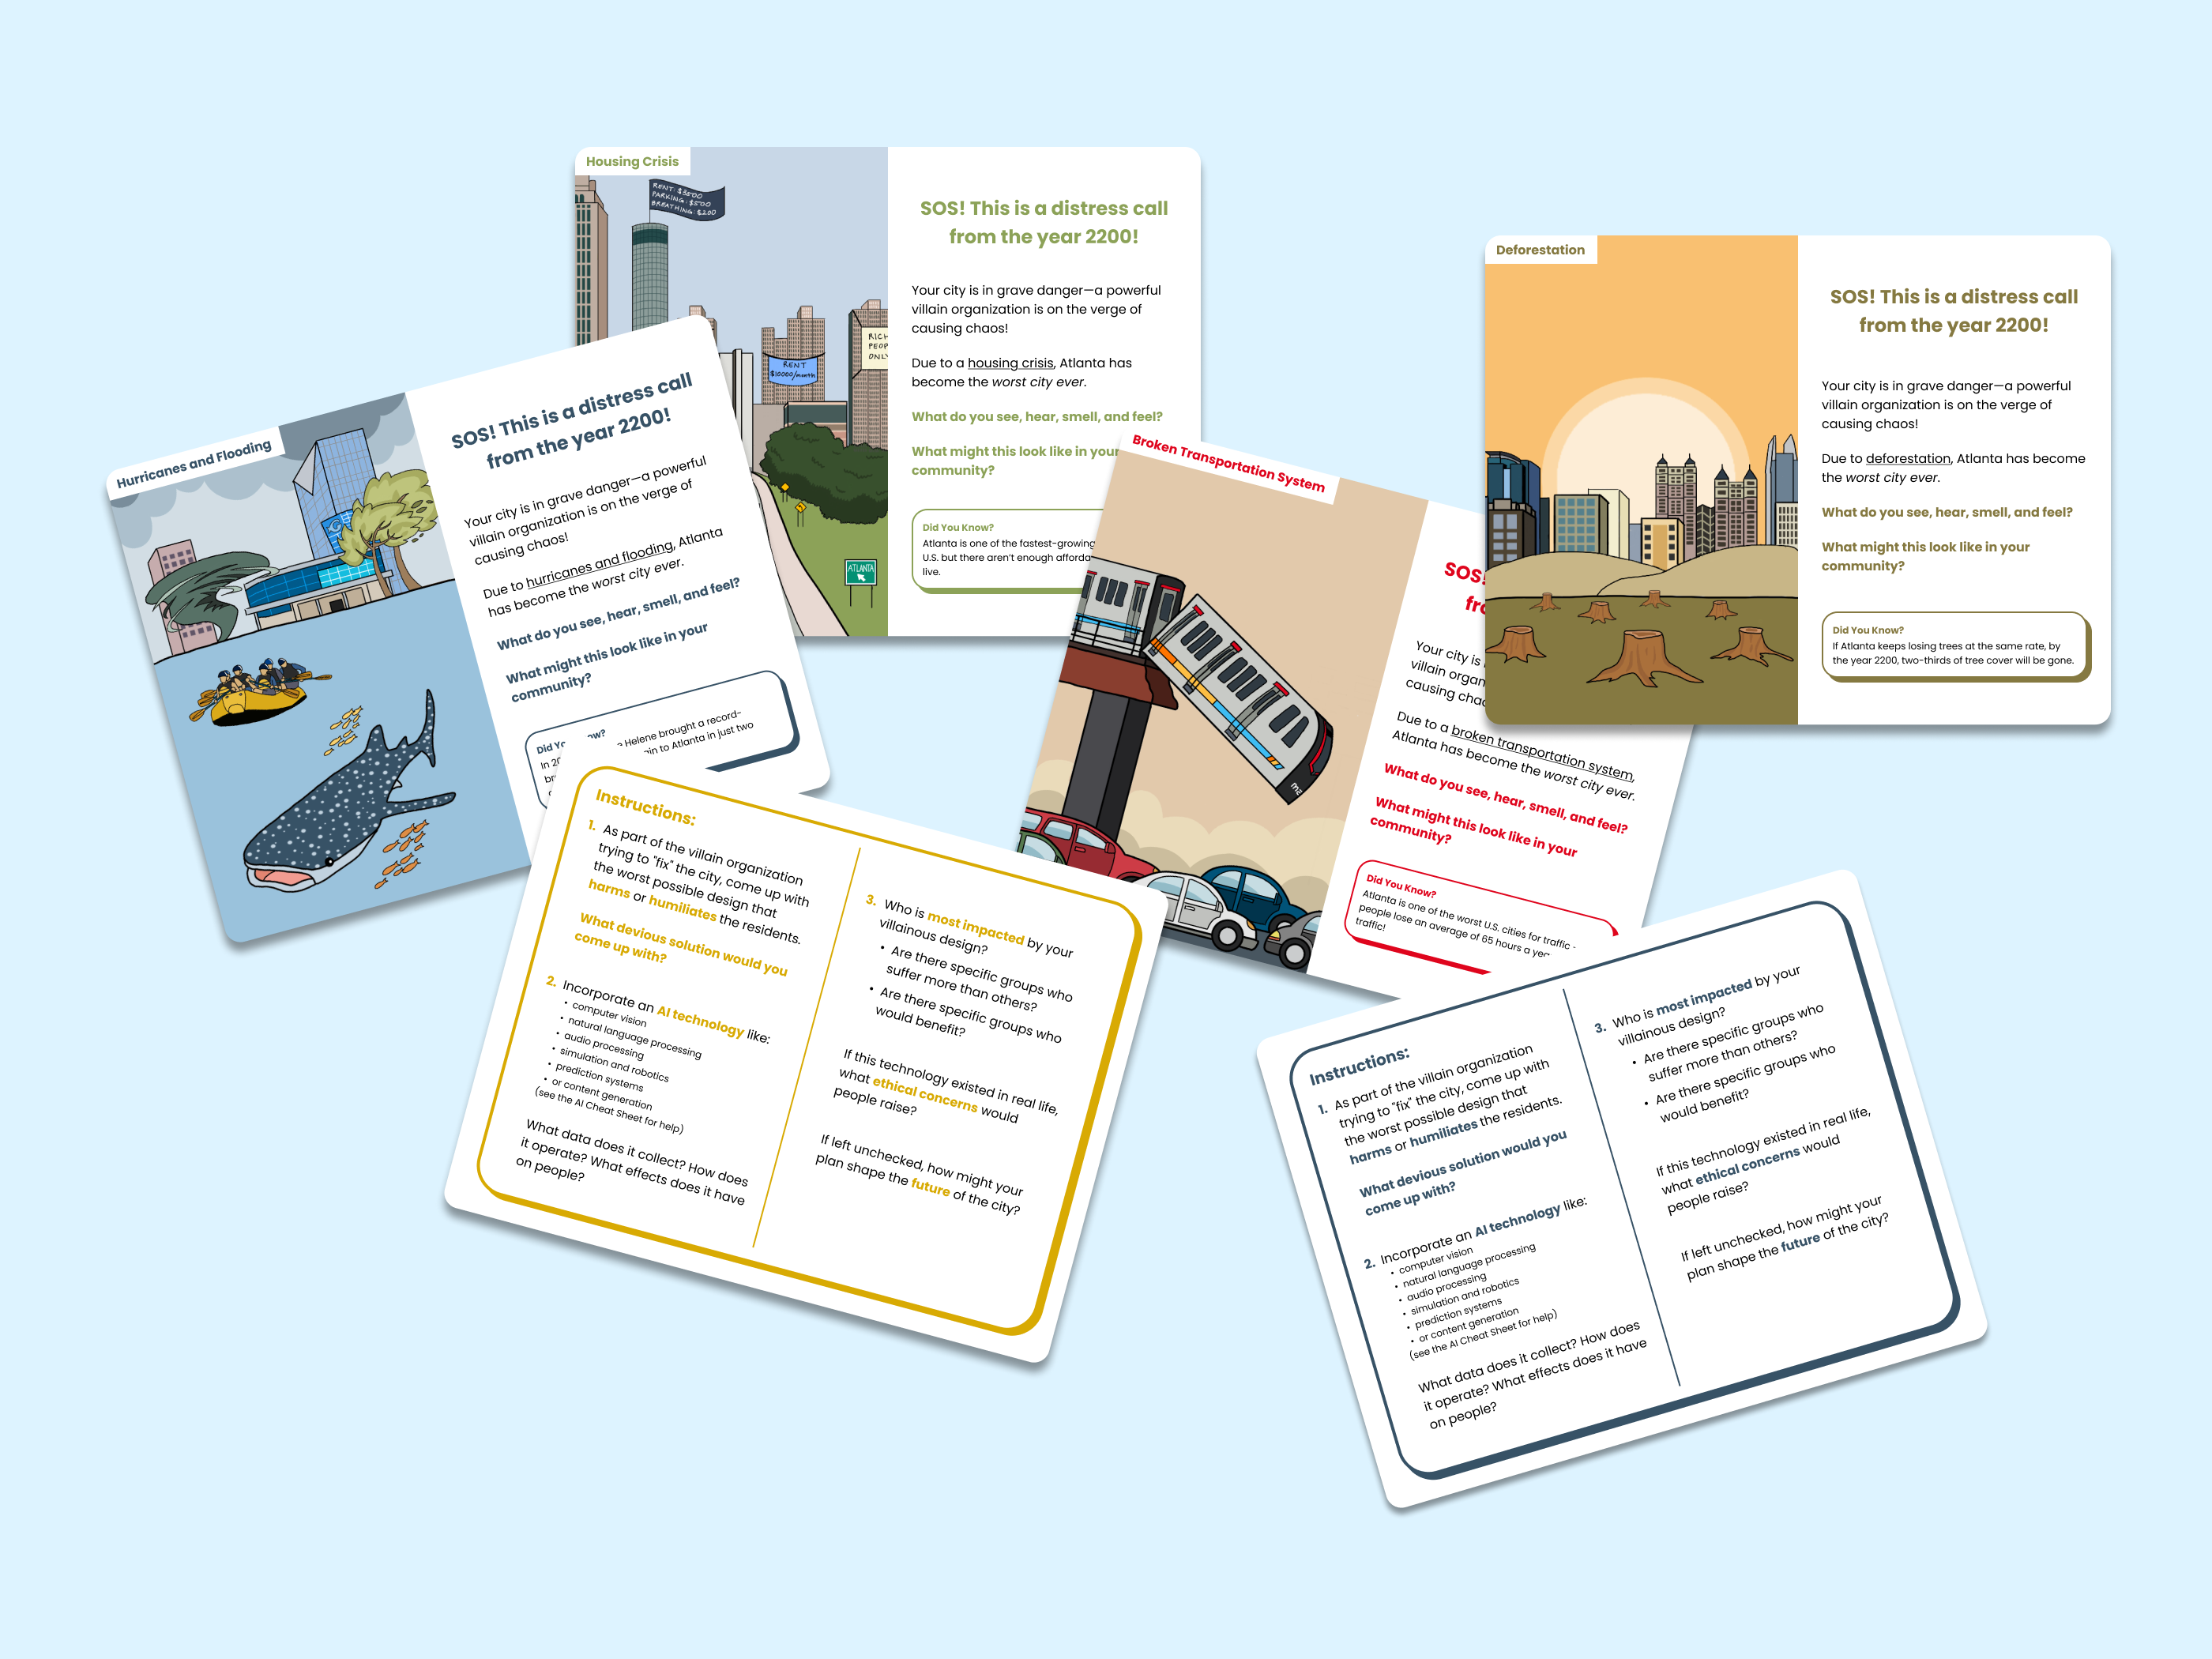 Housing Crisis
RENT: $3500
PARKING: $500
BREATHING: $200
RENT
$10000/month
RICH
PEOP
ONLY
ATLANTA
SOS! This is a distress call
from the year 2200!
Your city is in grave danger—a powerful
villain organization is on the verge of
causing chaos!
Due to a housing crisis, Atlanta has
become the worst city ever.
What do you see, hear, smell, and feel?
What might this look like in your
community?
Did You Know?
Atlanta is one of the fastest-growing
U.S. but there aren't enough
live.
Deforestation
SOS! This is a distress call
from the year 2200!
Your city is in grave danger—a powerful
villain organization is on the verge of
causing chaos!
Due to deforestation, Atlanta has become
the worst city ever.
What do you see, hear, smell, and feel?
What might this look like in your
community?
Did You Know?
If Atlanta keeps losing trees at the same rate, by
the year 2200, two-thirds of tree cover will be gone.
Hurricanes and Flooding
SOS! This is a distress call
from the year 2200!
Your city is in grave danger—a powerful
villain organization is on the verge of
causing chaos!
Due to hurricanes and flooding, Atlanta
has become the worst city ever.
What do you see, hear, smell, and feel?
What might this look like in your
community?
Helene brought a record-
to Atlanta in just two
Broken Transportation System
SOS!
Your city is
villain
causing
Due to a broken transportation system,
Atlanta has become the worst city ever.
What do you see, hear, smell, and feel?
What might this look like in your
community?
Did You Know?
Atlanta is one of the worst U.S. cities for traffic -
people lose an average of 65 hours a
traffic!
Instructions:
1. As part of the villain organization
trying to "fix" the city, come up with
the worst possible design that
harms or humiliates the residents.
What devious solution would you
come up with?
2. Incorporate an AI technology like:
• computer vision
• natural language processing
• audio processing
• simulation and robotics
• prediction systems
• or content generation
(see the AI Cheat Sheet for help)
What data does it collect? How does
it operate? What effects does it have
on people?
3. Who is most impacted by your
villainous design?
• Are there specific groups who
suffer more than others?
• Are there specific groups who
would benefit?
If this technology existed in real life,
what ethical concerns would
people raise?
If left unchecked, how might your
plan shape the future of the city?
Instructions:
1. As part of the villain organization
trying to "fix" the city, come up with
the worst possible design that
harms or humiliates the residents.
What devious solution would you
come up with?
2. Incorporate an AI technology like:
• computer vision
• natural language processing
• audio processing
• simulation and robotics
• prediction systems
• or content generation
(see the AI Cheat Sheet for help)
What data does it collect? How does
it operate? What effects does it have
on people?
3. Who is most impacted by your
villainous design?
• Are there specific groups who
suffer more than others?
• Are there specific groups who
would benefit?
If this technology existed in real life,
what ethical concerns would
people raise?
If left unchecked, how might your
plan shape the future of the city?